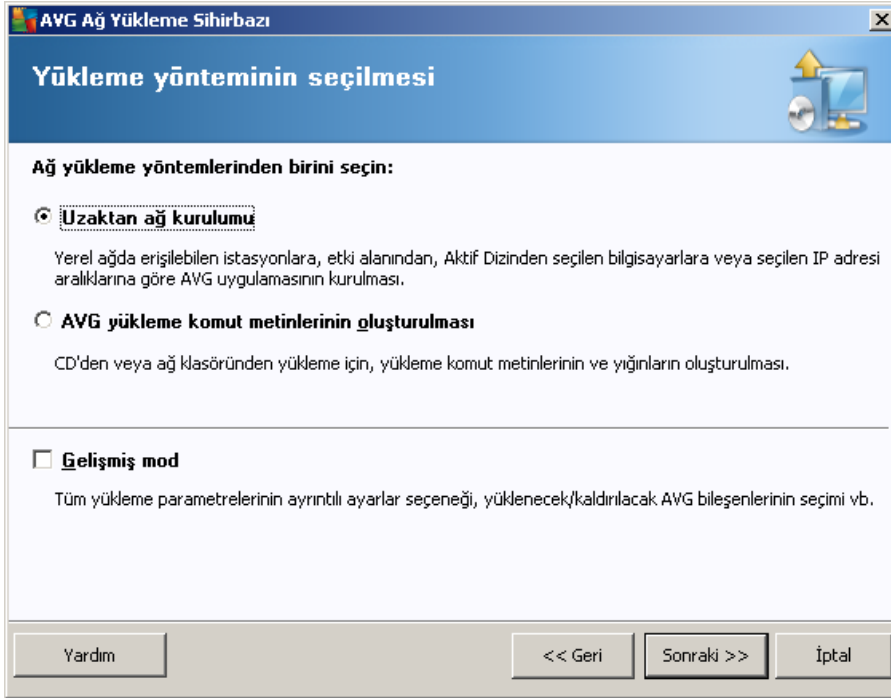 AVG Ağ Yükleme Sihirbazı
Yükleme yönteminin seçilmesi
Ağ yükleme yöntemlerinden birini seçin:
Uzaktan ağ kurulumu
Yerel ağda erişilebilen istasyonlara, etki alanından, Aktif Dizinden seçilen bilgisayarlara veya seçilen IP adresi
aralıklarına göre AVG uygulamasının kurulması.
AVG yükleme komut metinlerinin oluşturulması
CD'den veya ağ klasöründen yükleme için, yükleme komut metinlerinin ve yığınların oluşturulması.
Gelişmiş mod
Tüm yükleme parametrelerinin ayrıntılı ayarlar seçeneği, yüklenecek/kaldırılacak AVG bileşenlerinin seçimi vb.
Yardım
<< Geri
Sonraki >>
İptal